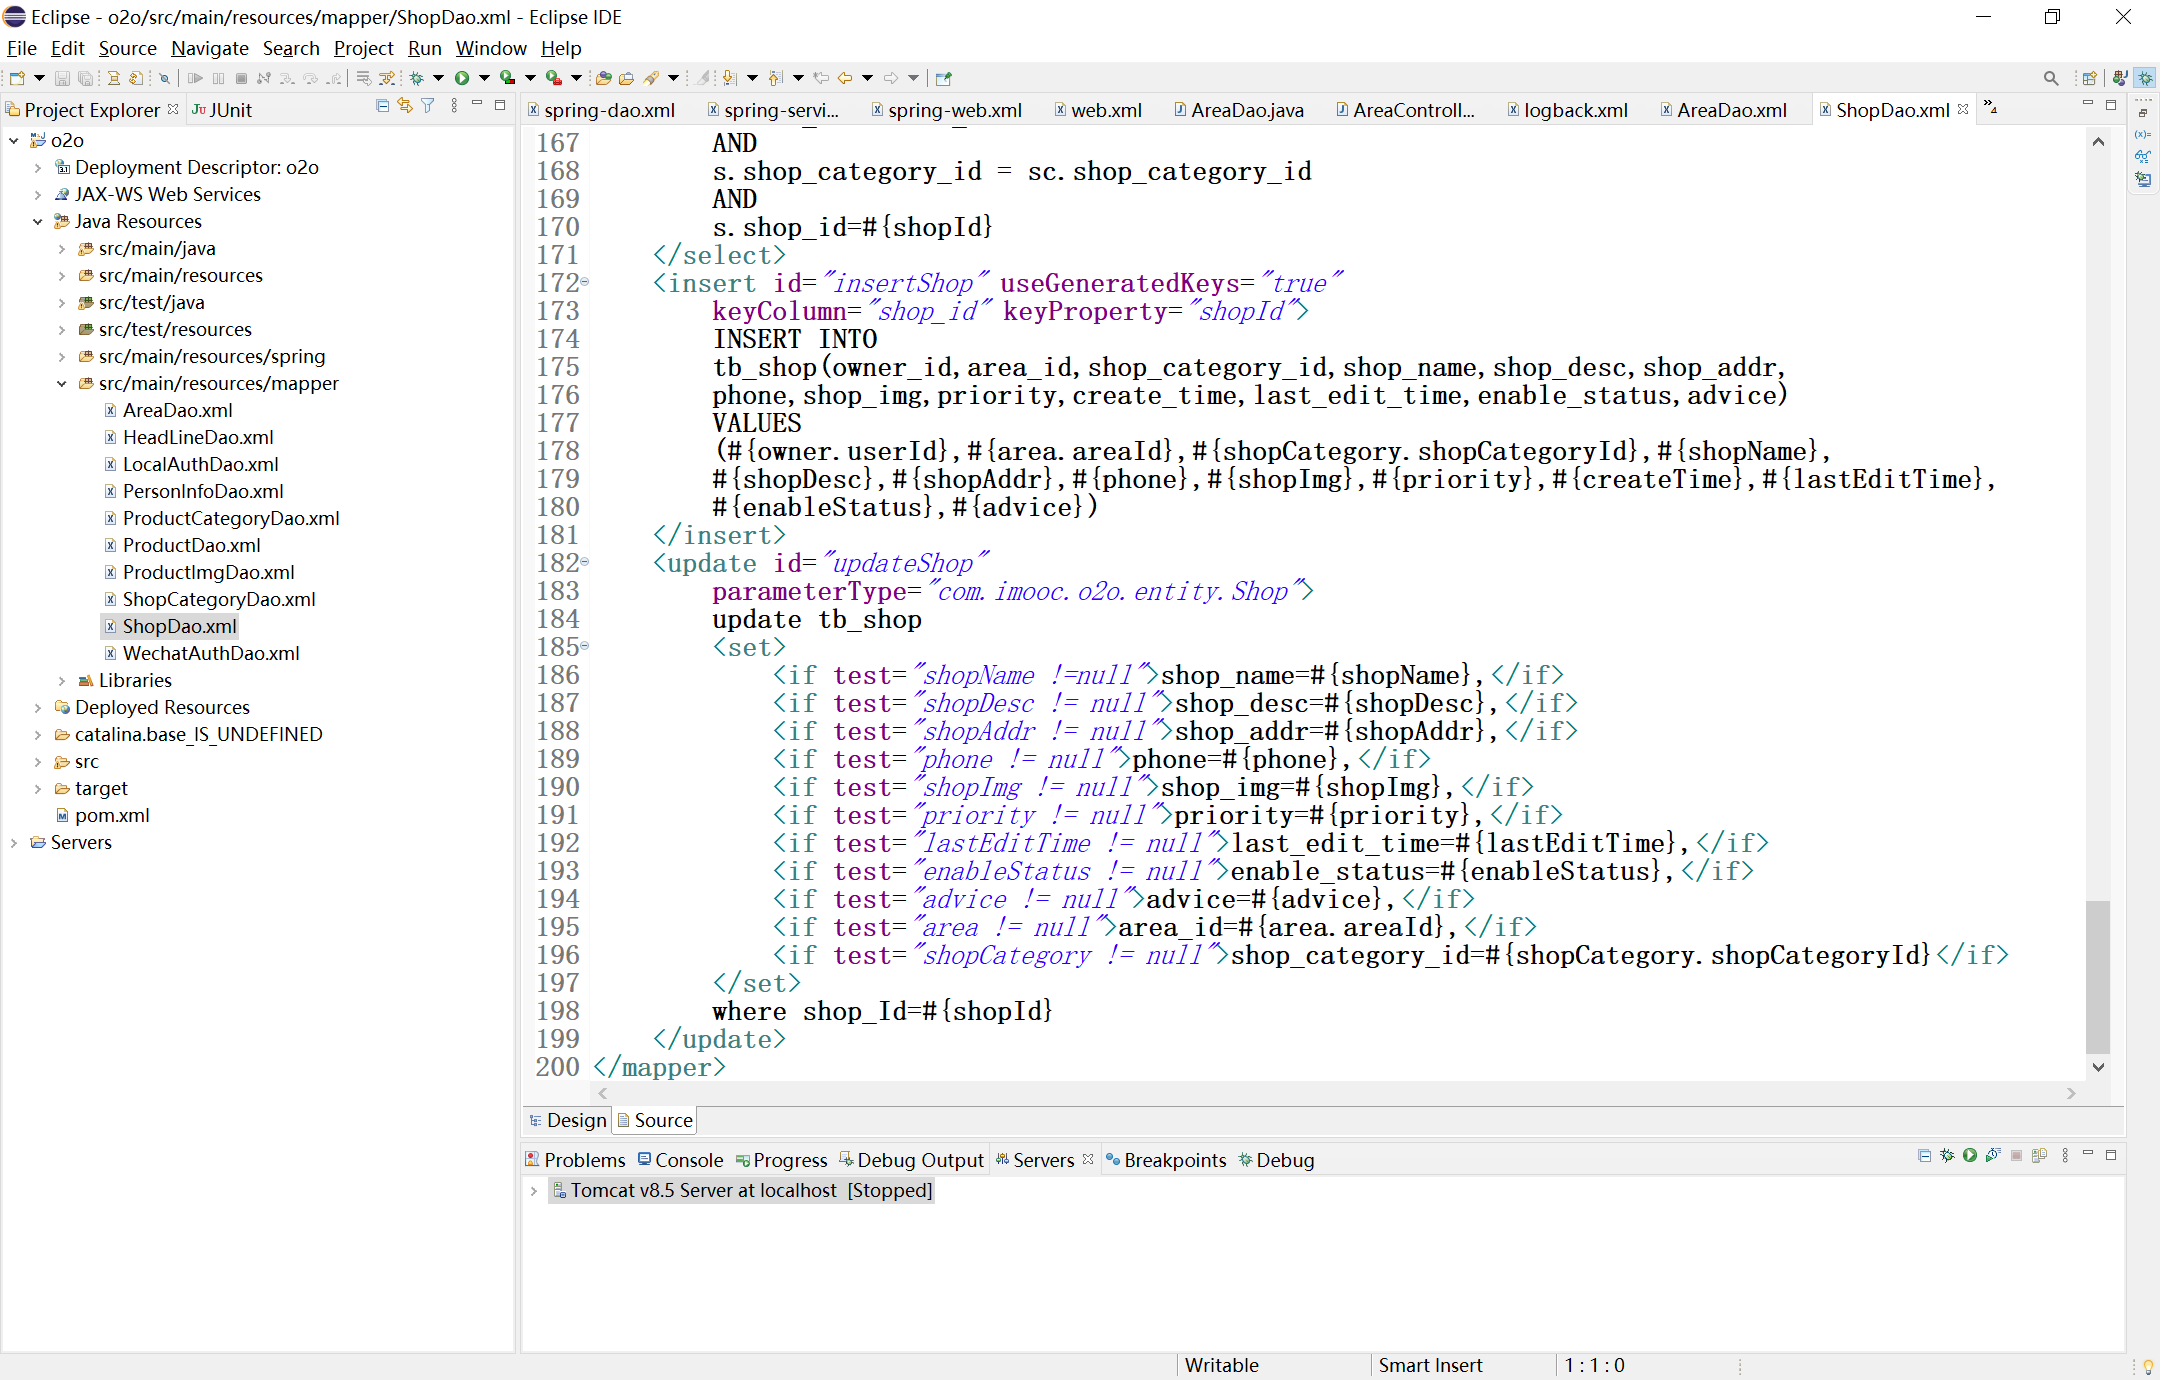 Eclipse - o2o/src/main/resources/mapper/ShopDao.xml - Eclipse IDE
File Edit Source Navigate Search Project Run Window Help
Project Explorer JUnit
o2o
Deployment Descriptor: o2o
JAX-WS Web Services
Java Resources
src/main/java
src/main/resources
src/test/java
src/test/resources
src/main/resources/spring
src/main/resources/mapper
AreaDao.xml
HeadLineDao.xml
LocalAuthDao.xml
PersonInfoDao.xml
ProductCategoryDao.xml
ProductDao.xml
ProductImgDao.xml
ShopCategoryDao.xml
ShopDao.xml
WechatAuthDao.xml
Libraries
Deployed Resources
catalina.base_IS_UNDEFINED
src
target
pom.xml
Servers
spring-dao.xml spring-servi... spring-web.xml web.xml AreaDao.java AreaControll... logback.xml AreaDao.xml ShopDao.xml »4
167 AND
168 s.shop_category_id = sc.shop_category_id
169 AND
170 s.shop_id=#{shopId}
171 </select>
172 <insert id="insertShop" useGeneratedKeys="true"
173 keyColumn="shop_id" keyProperty="shopId">
174 INSERT INTO
175 tb_shop(owner_id,area_id,shop_category_id,shop_name,shop_desc,shop_addr,
176 phone,shop_img,priority,create_time,last_edit_time,enable_status,advice)
177 VALUES
178 (#{owner.userId},#{area.areaId},#{shopCategory.shopCategoryId},#{shopName},
179 #{shopDesc},#{shopAddr},#{phone},#{shopImg},#{priority},#{createTime},#{lastEditTime},
180 #{enableStatus},#{advice})
181 </insert>
182 <update id="updateShop"
183 parameterType="com.imooc.o2o.entity.Shop">
184 update tb_shop
185 <set>
186 <if test="shopName !=null">shop_name=#{shopName},</if>
187 <if test="shopDesc != null">shop_desc=#{shopDesc},</if>
188 <if test="shopAddr != null">shop_addr=#{shopAddr},</if>
189 <if test="phone != null">phone=#{phone},</if>
190 <if test="shopImg != null">shop_img=#{shopImg},</if>
191 <if test="priority != null">priority=#{priority},</if>
192 <if test="lastEditTime != null">last_edit_time=#{lastEditTime},</if>
193 <if test="enableStatus != null">enable_status=#{enableStatus},</if>
194 <if test="advice != null">advice=#{advice},</if>
195 <if test="area != null">area_id=#{area.areaId},</if>
196 <if test="shopCategory != null">shop_category_id=#{shopCategory.shopCategoryId}</if>
197 </set>
198 where shop_Id=#{shopId}
199 </update>
200 </mapper>
Design Source
Problems Console Progress Debug Output Servers Breakpoints Debug
Tomcat v8.5 Server at localhost [Stopped]
Writable Smart Insert 1 : 1 : 0